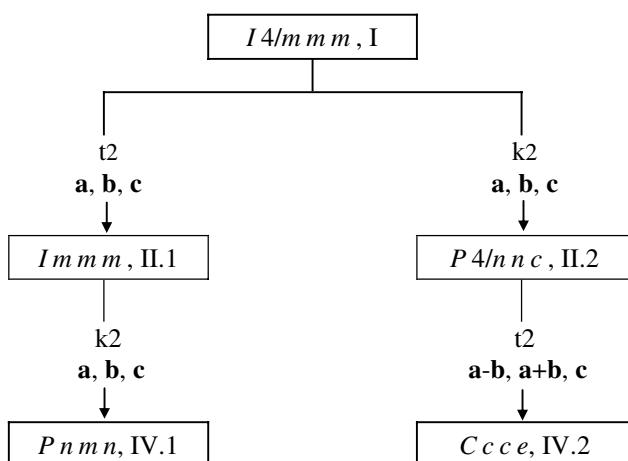 I 4/m m m , I
t2
a, b, c
k2
a, b, c
I m m m , II.1
P 4/n n c , II.2
k2
a, b, c
t2
a-b, a+b, c
P n m n, IV.1
C c c e, IV.2